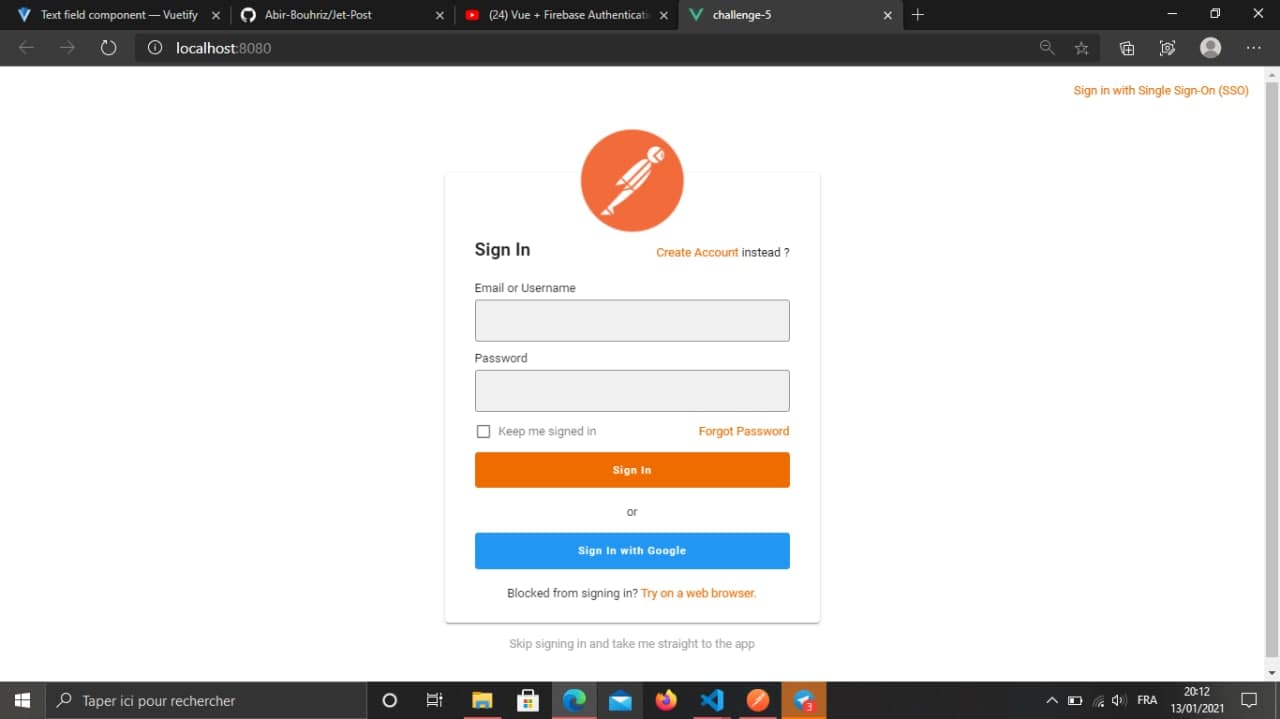 Text field component — Vuetify
Abir-Bouhriz/Jet-Post
(24) Vue + Firebase Authenticati
challenge-5
localhost:8080
Sign in with Single Sign-On (SSO)
Sign In
Create Account instead ?
Email or Username
Password
Keep me signed in
Forgot Password
Sign In
or
Sign In with Google
Blocked from signing in? Try on a web browser.
Skip signing in and take me straight to the app
Taper ici pour rechercher
3
FRA
20:12
13/01/2021